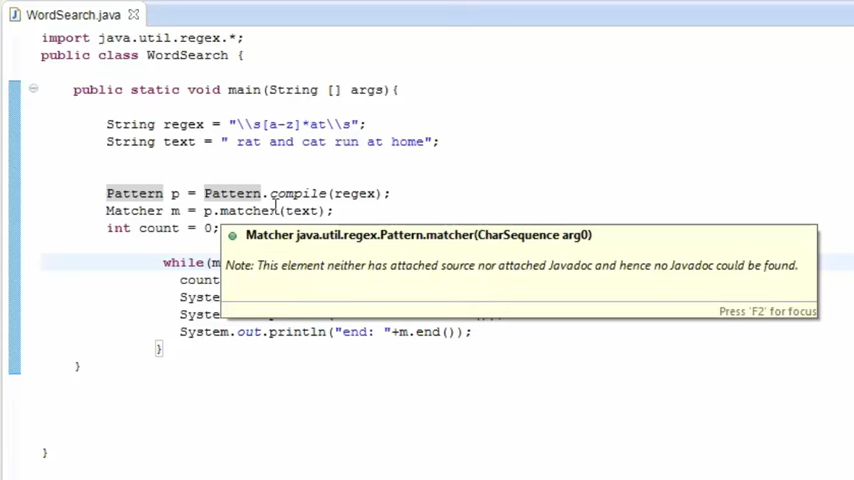 WordSearch.java
import java.util.regex.*;
public class WordSearch {
public static void main(String [] args){
String regex = "\\s[a-z]*at\\s";
String text = " rat and cat run at home";
Pattern p = Pattern.compile(regex);
Matcher m = p.matcher(text);
int count = 0;
Matcher java.util.regex.Pattern.matcher(CharSequence arg0)
while(m
Note: This element neither has attached source nor attached Javadoc and hence no Javadoc could be found.
count
Syste
Syste
Press 'F2' for focus
System.out.println("end: "+m.end());
}
}
}